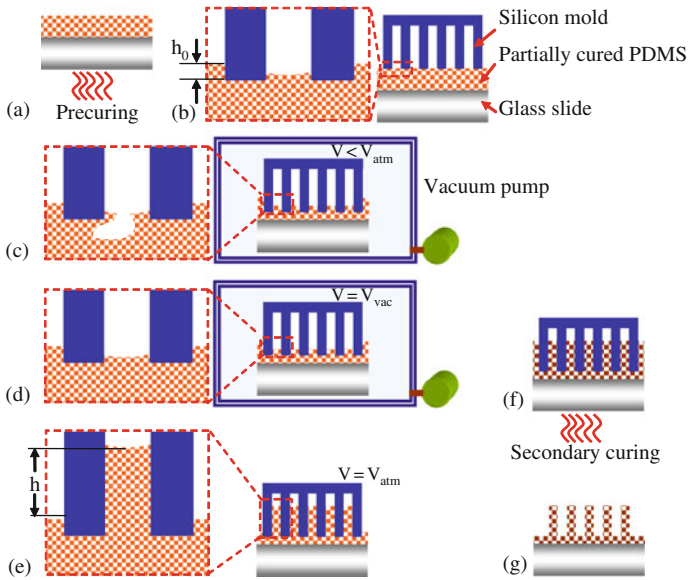 (a)
Precuring
h0
(b)
Silicon mold
Partially cured PDMS
Glass slide
(c)
V < Vatm
Vacuum pump
(d)
V = Vvac
(e)
h
V = Vatm
(f)
Secondary curing
(g)